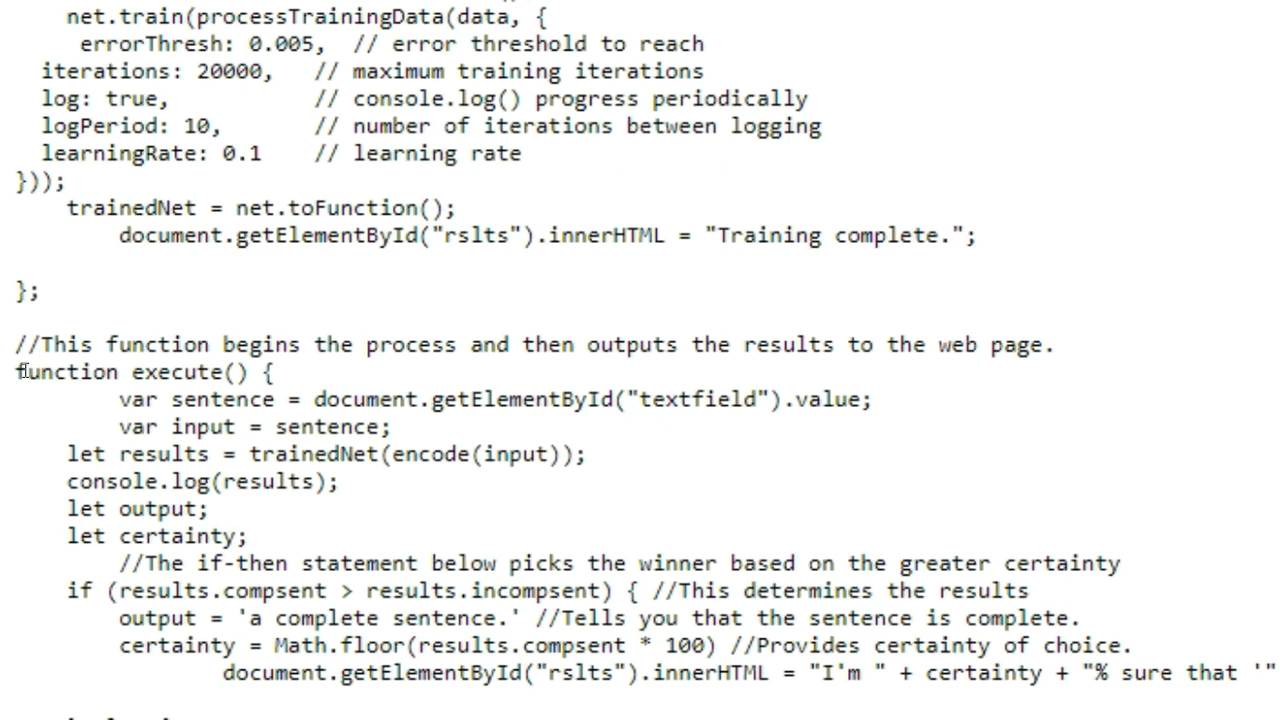 net.train(processTrainingData(data, {
errorThresh: 0.005,  // error threshold to reach
iterations: 20000,   // maximum training iterations
log: true,           // console.log() progress periodically
logPeriod: 10,       // number of iterations between logging
learningRate: 0.1    // learning rate
}));
trainedNet = net.toFunction();
document.getElementById("rslts").innerHTML = "Training complete.";
};
//This function begins the process and then outputs the results to the web page.
function execute() {
var sentence = document.getElementById("textfield").value;
var input = sentence;
let results = trainedNet(encode(input));
console.log(results);
let output;
let certainty;
//The if-then statement below picks the winner based on the greater certainty
if (results.compsent > results.incompsent) { //This determines the results
output = 'a complete sentence.' //Tells you that the sentence is complete.
certainty = Math.floor(results.compsent * 100) //Provides certainty of choice.
document.getElementById("rslts").innerHTML = "I'm " + certainty + "% sure that '"